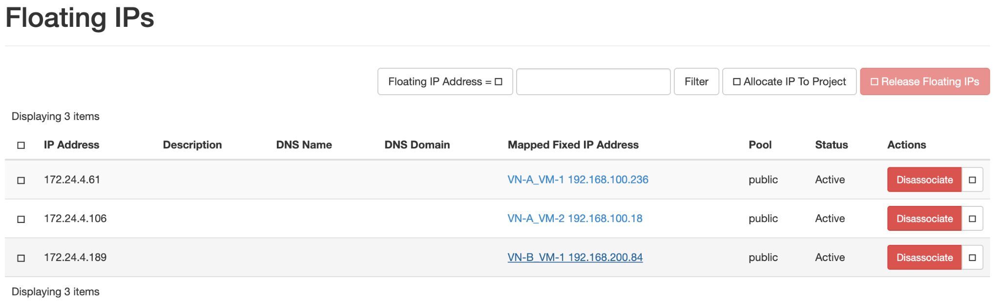 Floating IPs
Floating IP Address = Filter Allocate IP To Project Release Floating IPs
Displaying 3 items
IP Address Description DNS Name DNS Domain Mapped Fixed IP Address Pool Status Actions
172.24.4.61 VN-A_VM-1 192.168.100.236 public Active Disassociate
172.24.4.106 VN-A_VM-2 192.168.100.18 public Active Disassociate
172.24.4.189 VN-B_VM-1 192.168.200.84 public Active Disassociate
Displaying 3 items